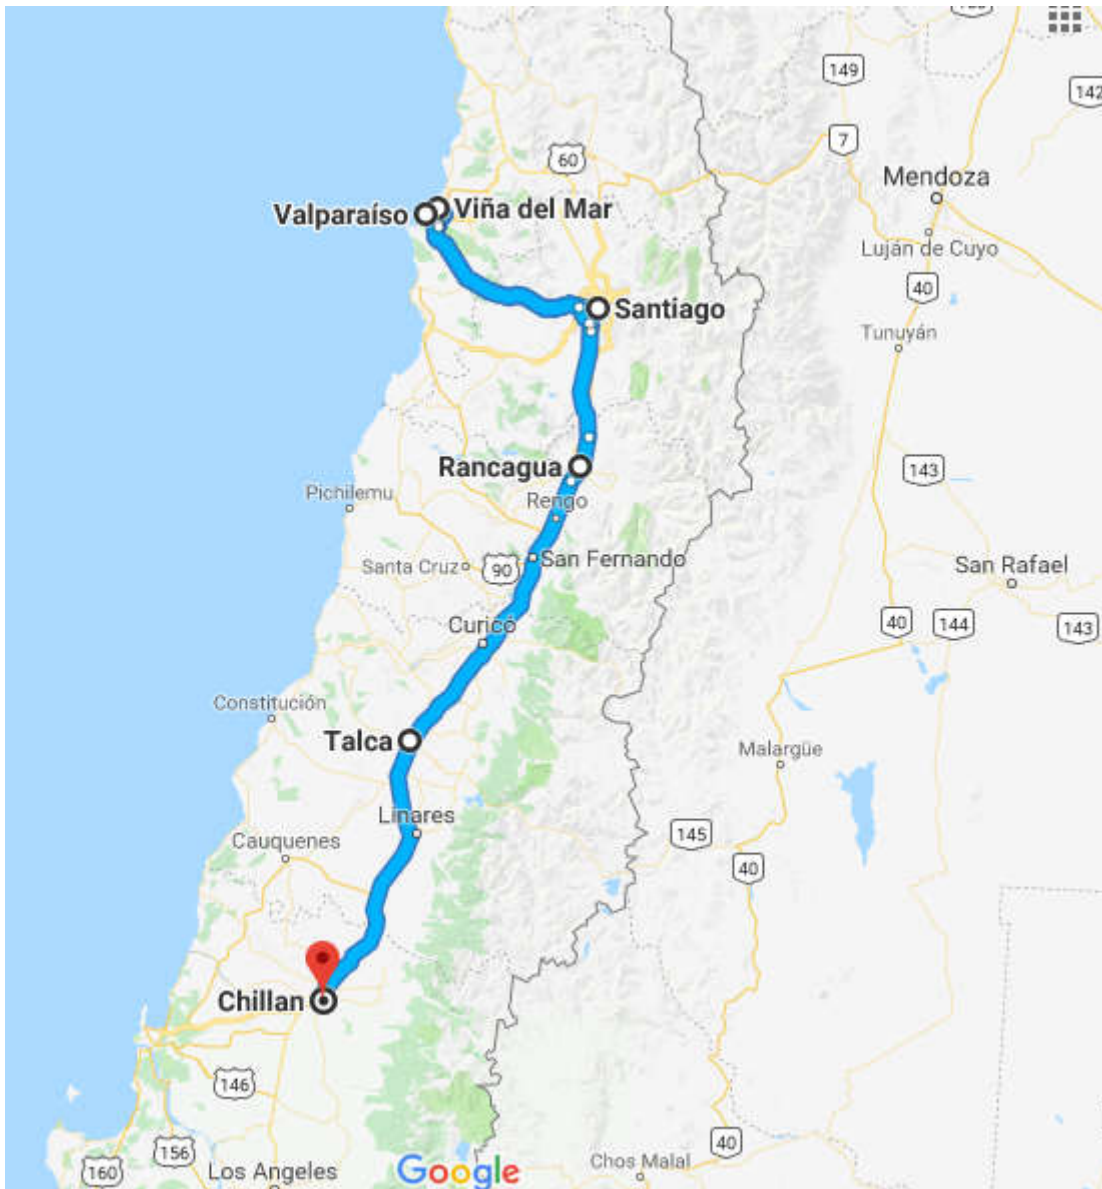 149
142
7
60
Mendoza
Valparaíso
Viña del Mar
Luján de Cuyo
40
Santiago
Tunuyán
Rancagua
143
Pichilemu
Rengo
San Fernando
Santa Cruz
90
San Rafael
Curicó
40
144
143
Constitución
Talca
Malargüe
Linares
145
Cauquenes
40
Chillan
146
40
156
160
Los Angeles
Google
Chos Malal